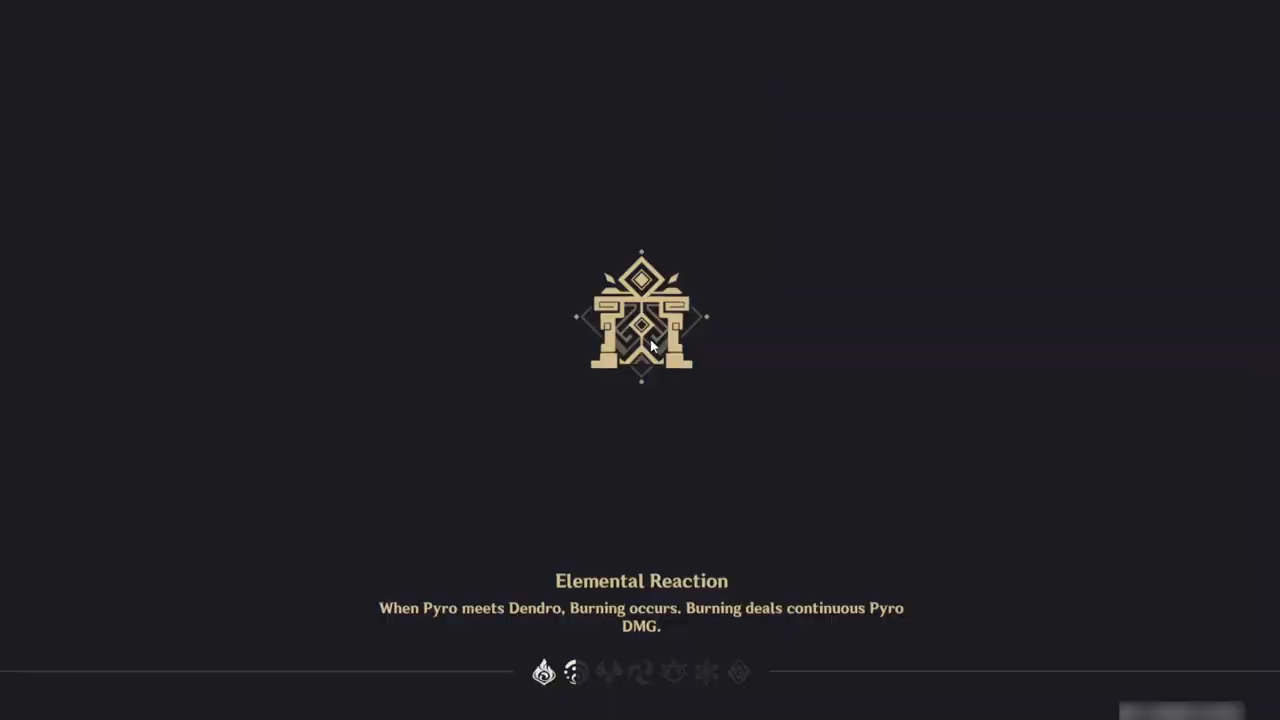 Elemental Reaction
When Pyro meets Dendro, Burning occurs. Burning deals continuous Pyro
DMG.